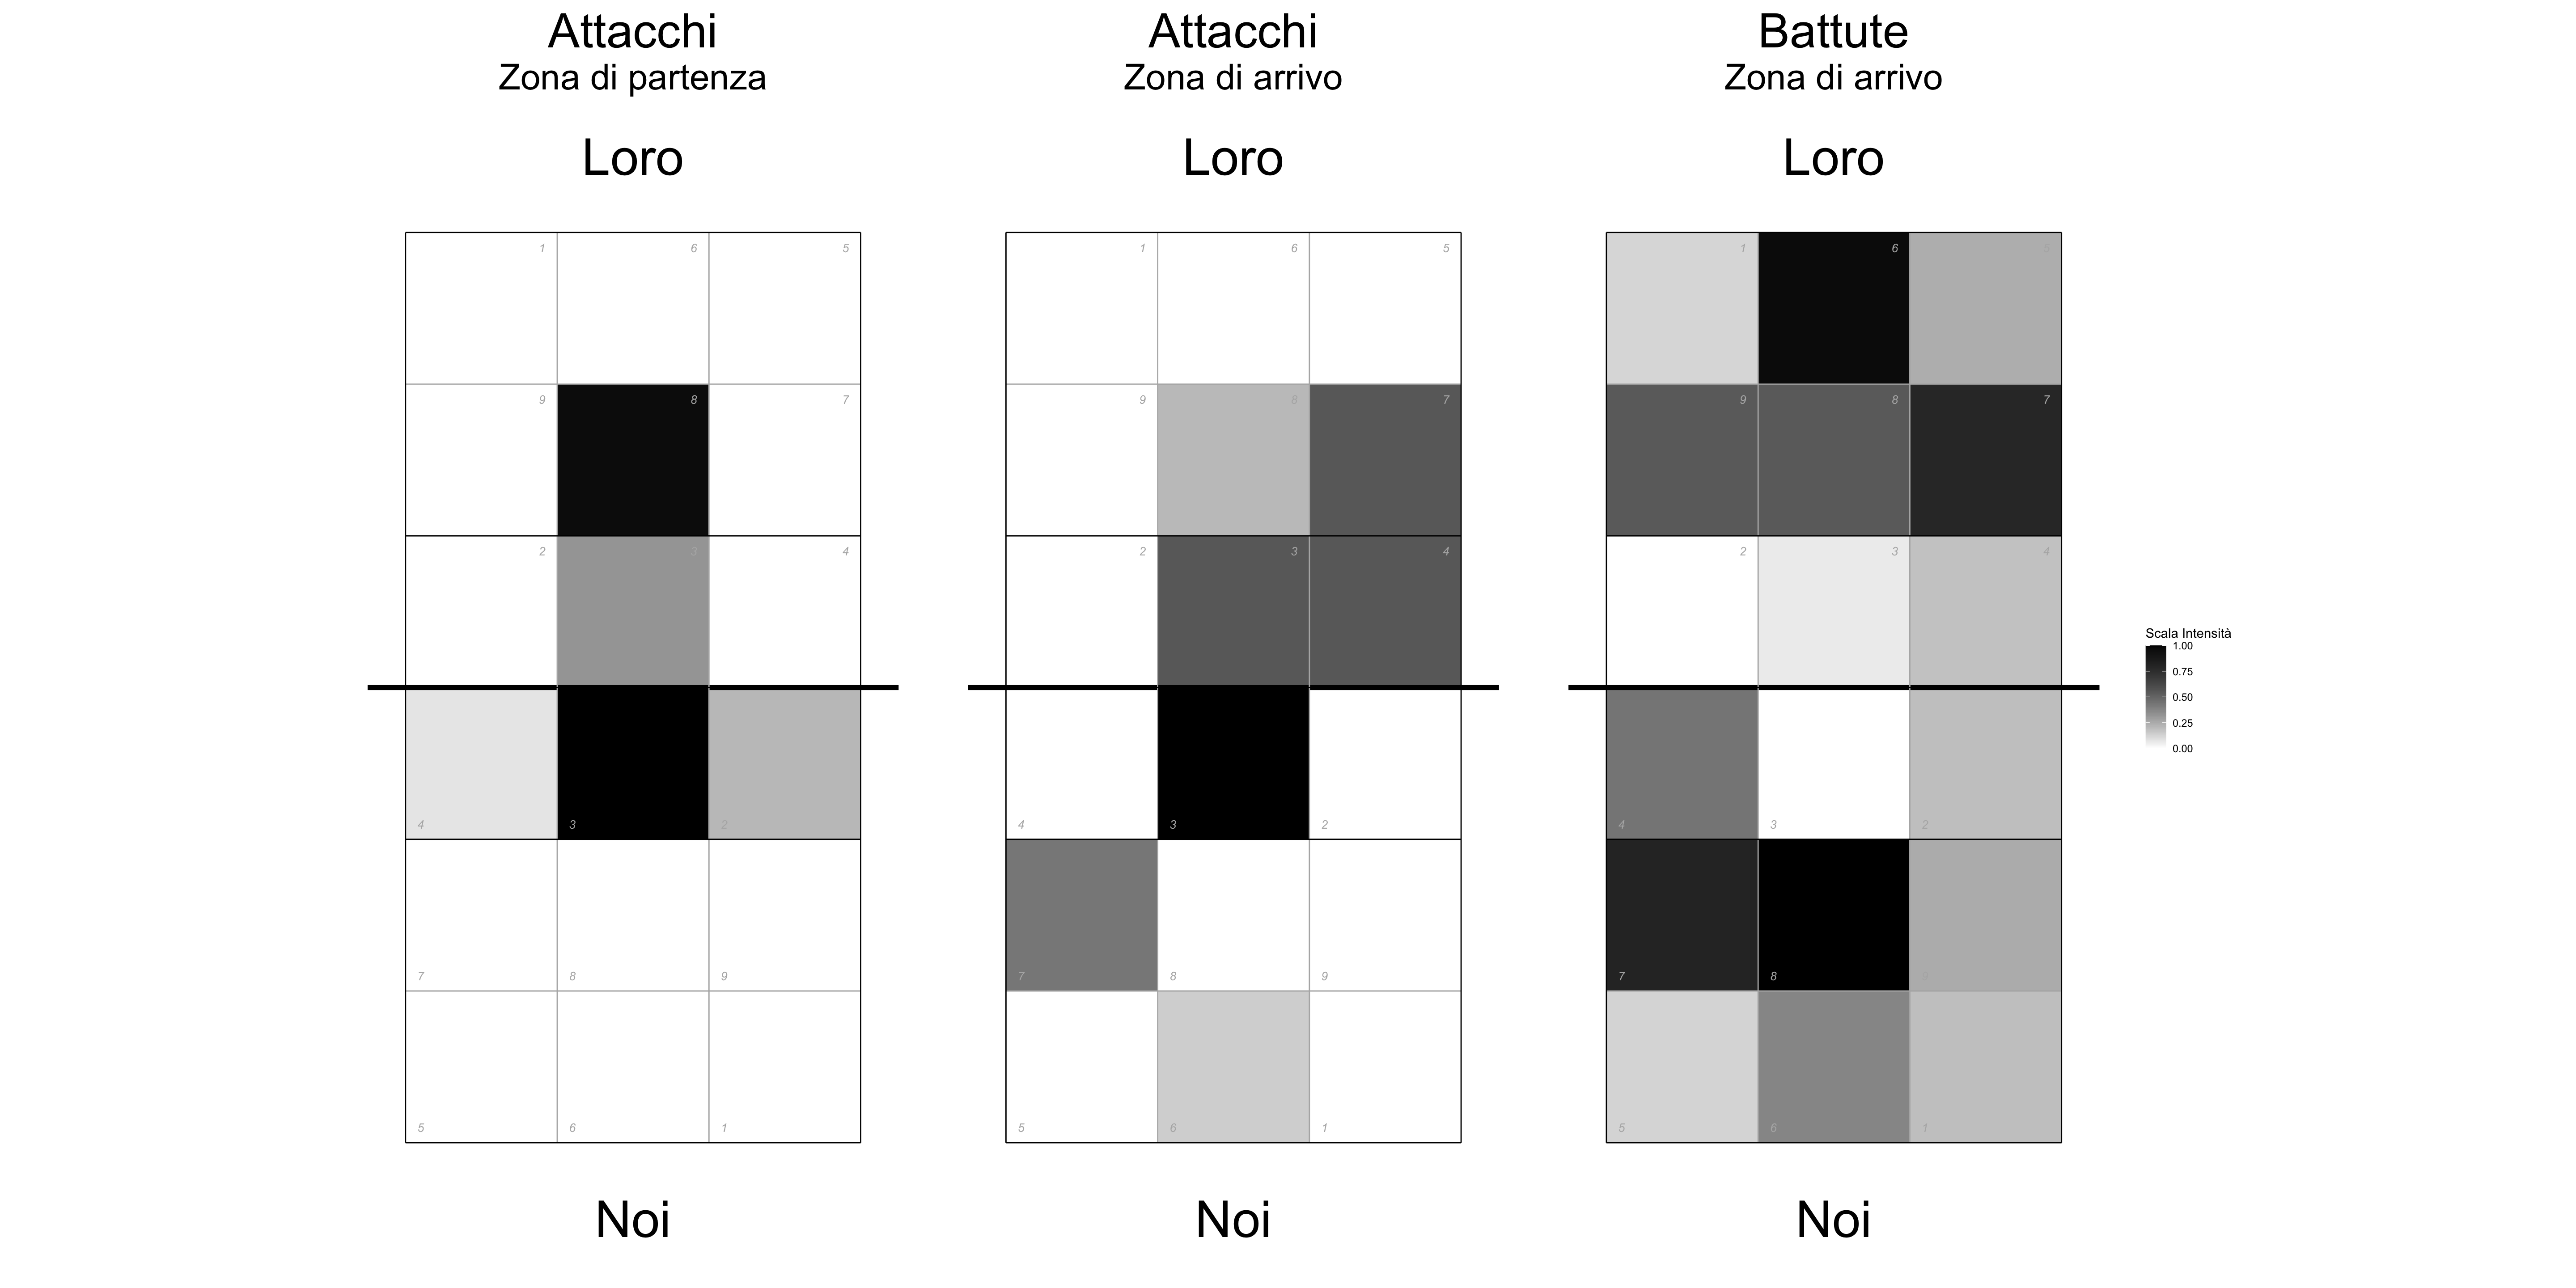 Attacchi
Zona di partenza
Loro
1 6 5
9 8 7
2 3 4
4 3 2
7 8 9
5 6 1
Noi
Attacchi
Zona di arrivo
Loro
1 6 5
9 8 7
2 3 4
4 3 2
7 8 9
5 6 1
Noi
Battute
Zona di arrivo
Loro
1 6
9 8 7
2 3 4
4 3 2
7 8
5 6 1
Noi
Scala Intensità
1.00
0.75
0.50
0.25
0.00